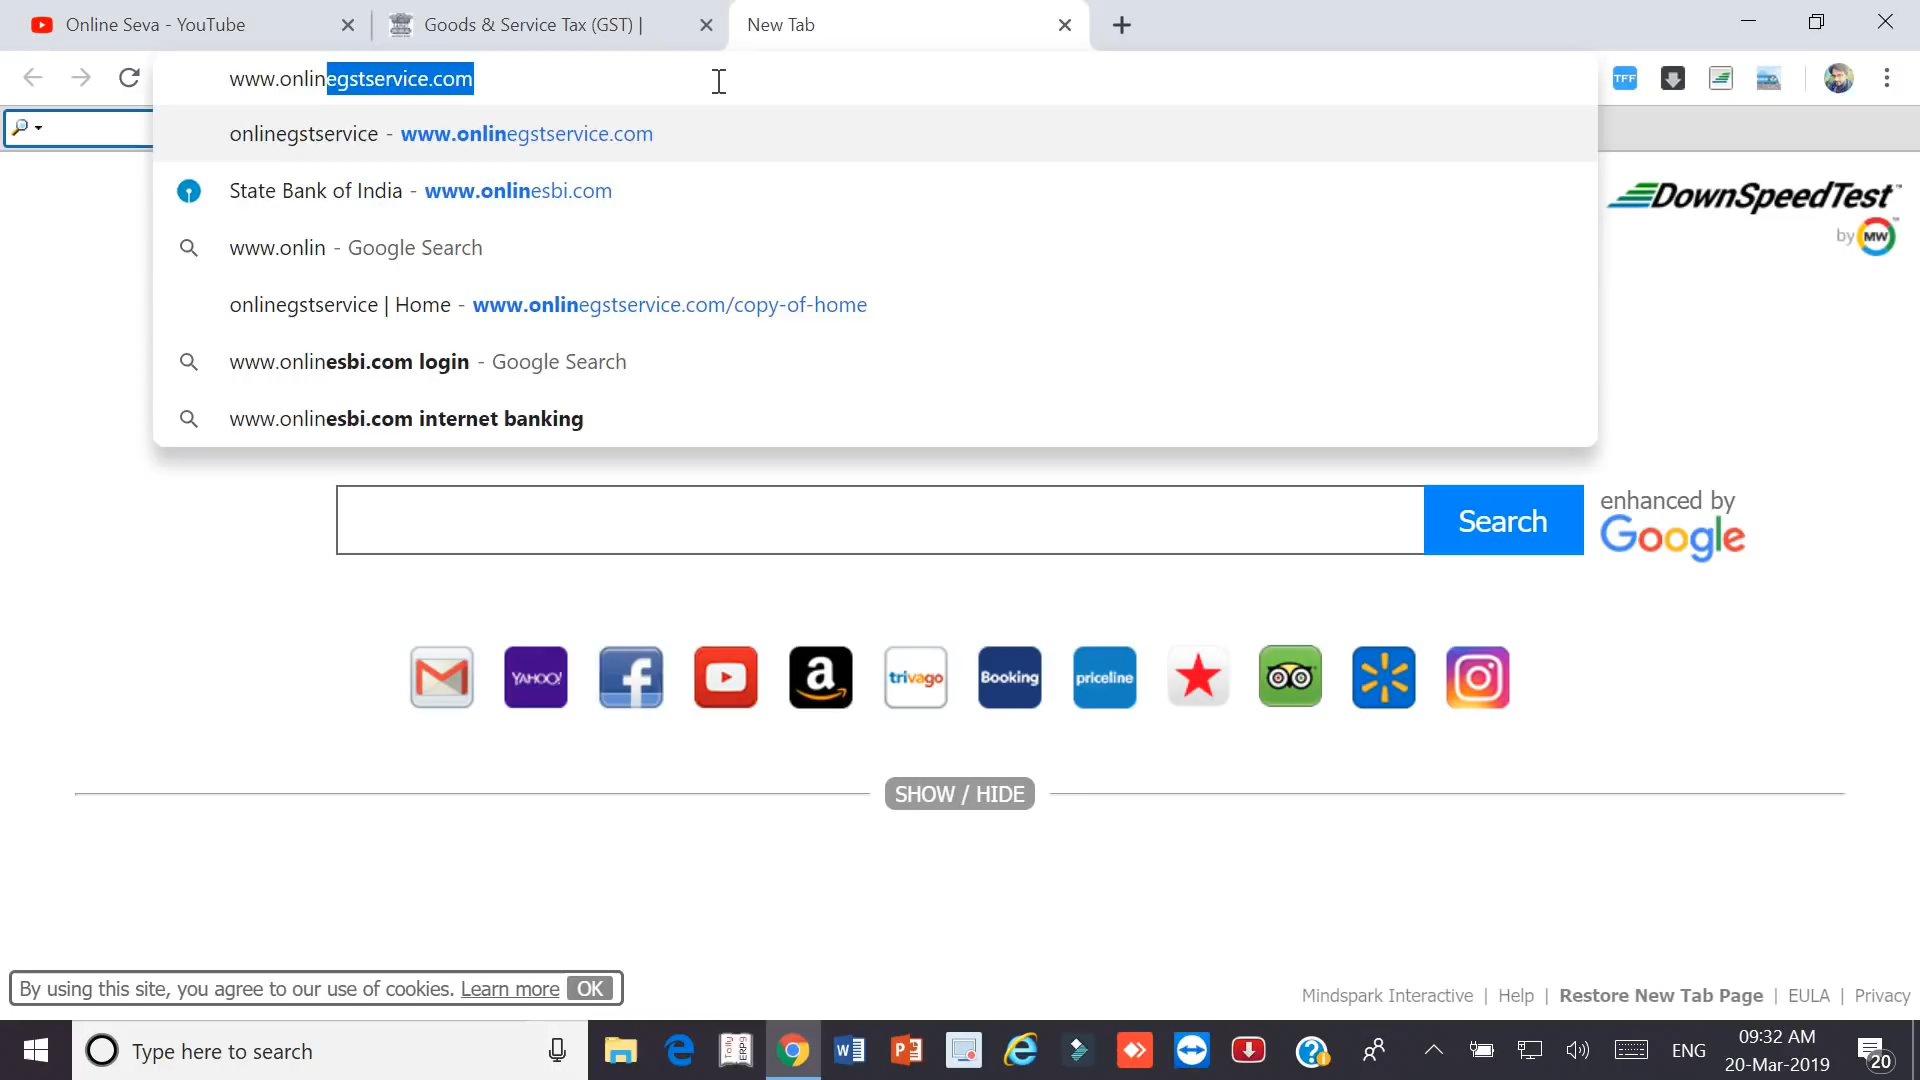 Online Seva - YouTube
Goods & Service Tax (GST) |
New Tab
www.onlinegstservice.com
onlinegstservice - www.onlinegstservice.com
State Bank of India - www.onlinesbi.com
www.onlin - Google Search
onlinegstservice | Home - www.onlinegstservice.com/copy-of-home
www.onlinesbi.com login - Google Search
www.onlinesbi.com internet banking
TFF
DownSpeedTest™
by MW
Search
enhanced by
Google
YAHOO!
trivago
Booking
priceline
SHOW / HIDE
By using this site, you agree to our use of cookies. Learn more OK
Mindspark Interactive | Help | Restore New Tab Page | EULA | Privacy
Type here to search
ENG
09:32 AM
20-Mar-2019
20